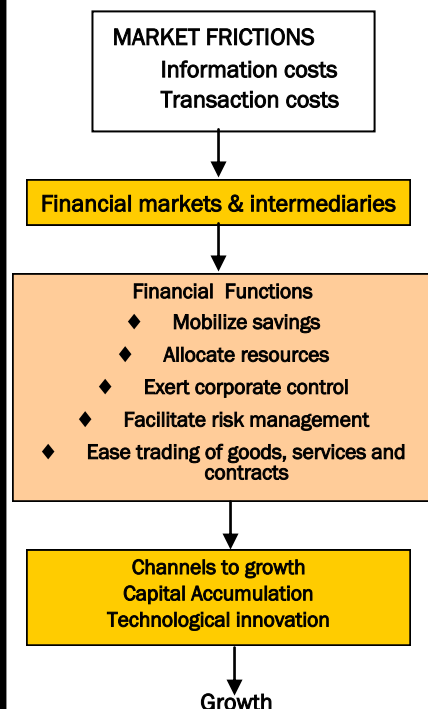 MARKET FRICTIONS
Information costs
Transaction costs
Financial markets & intermediaries
Financial Functions
♦ Mobilize savings
♦ Allocate resources
♦ Exert corporate control
♦ Facilitate risk management
♦ Ease trading of goods, services and
contracts
Channels to growth
Capital Accumulation
Technological innovation
Growth